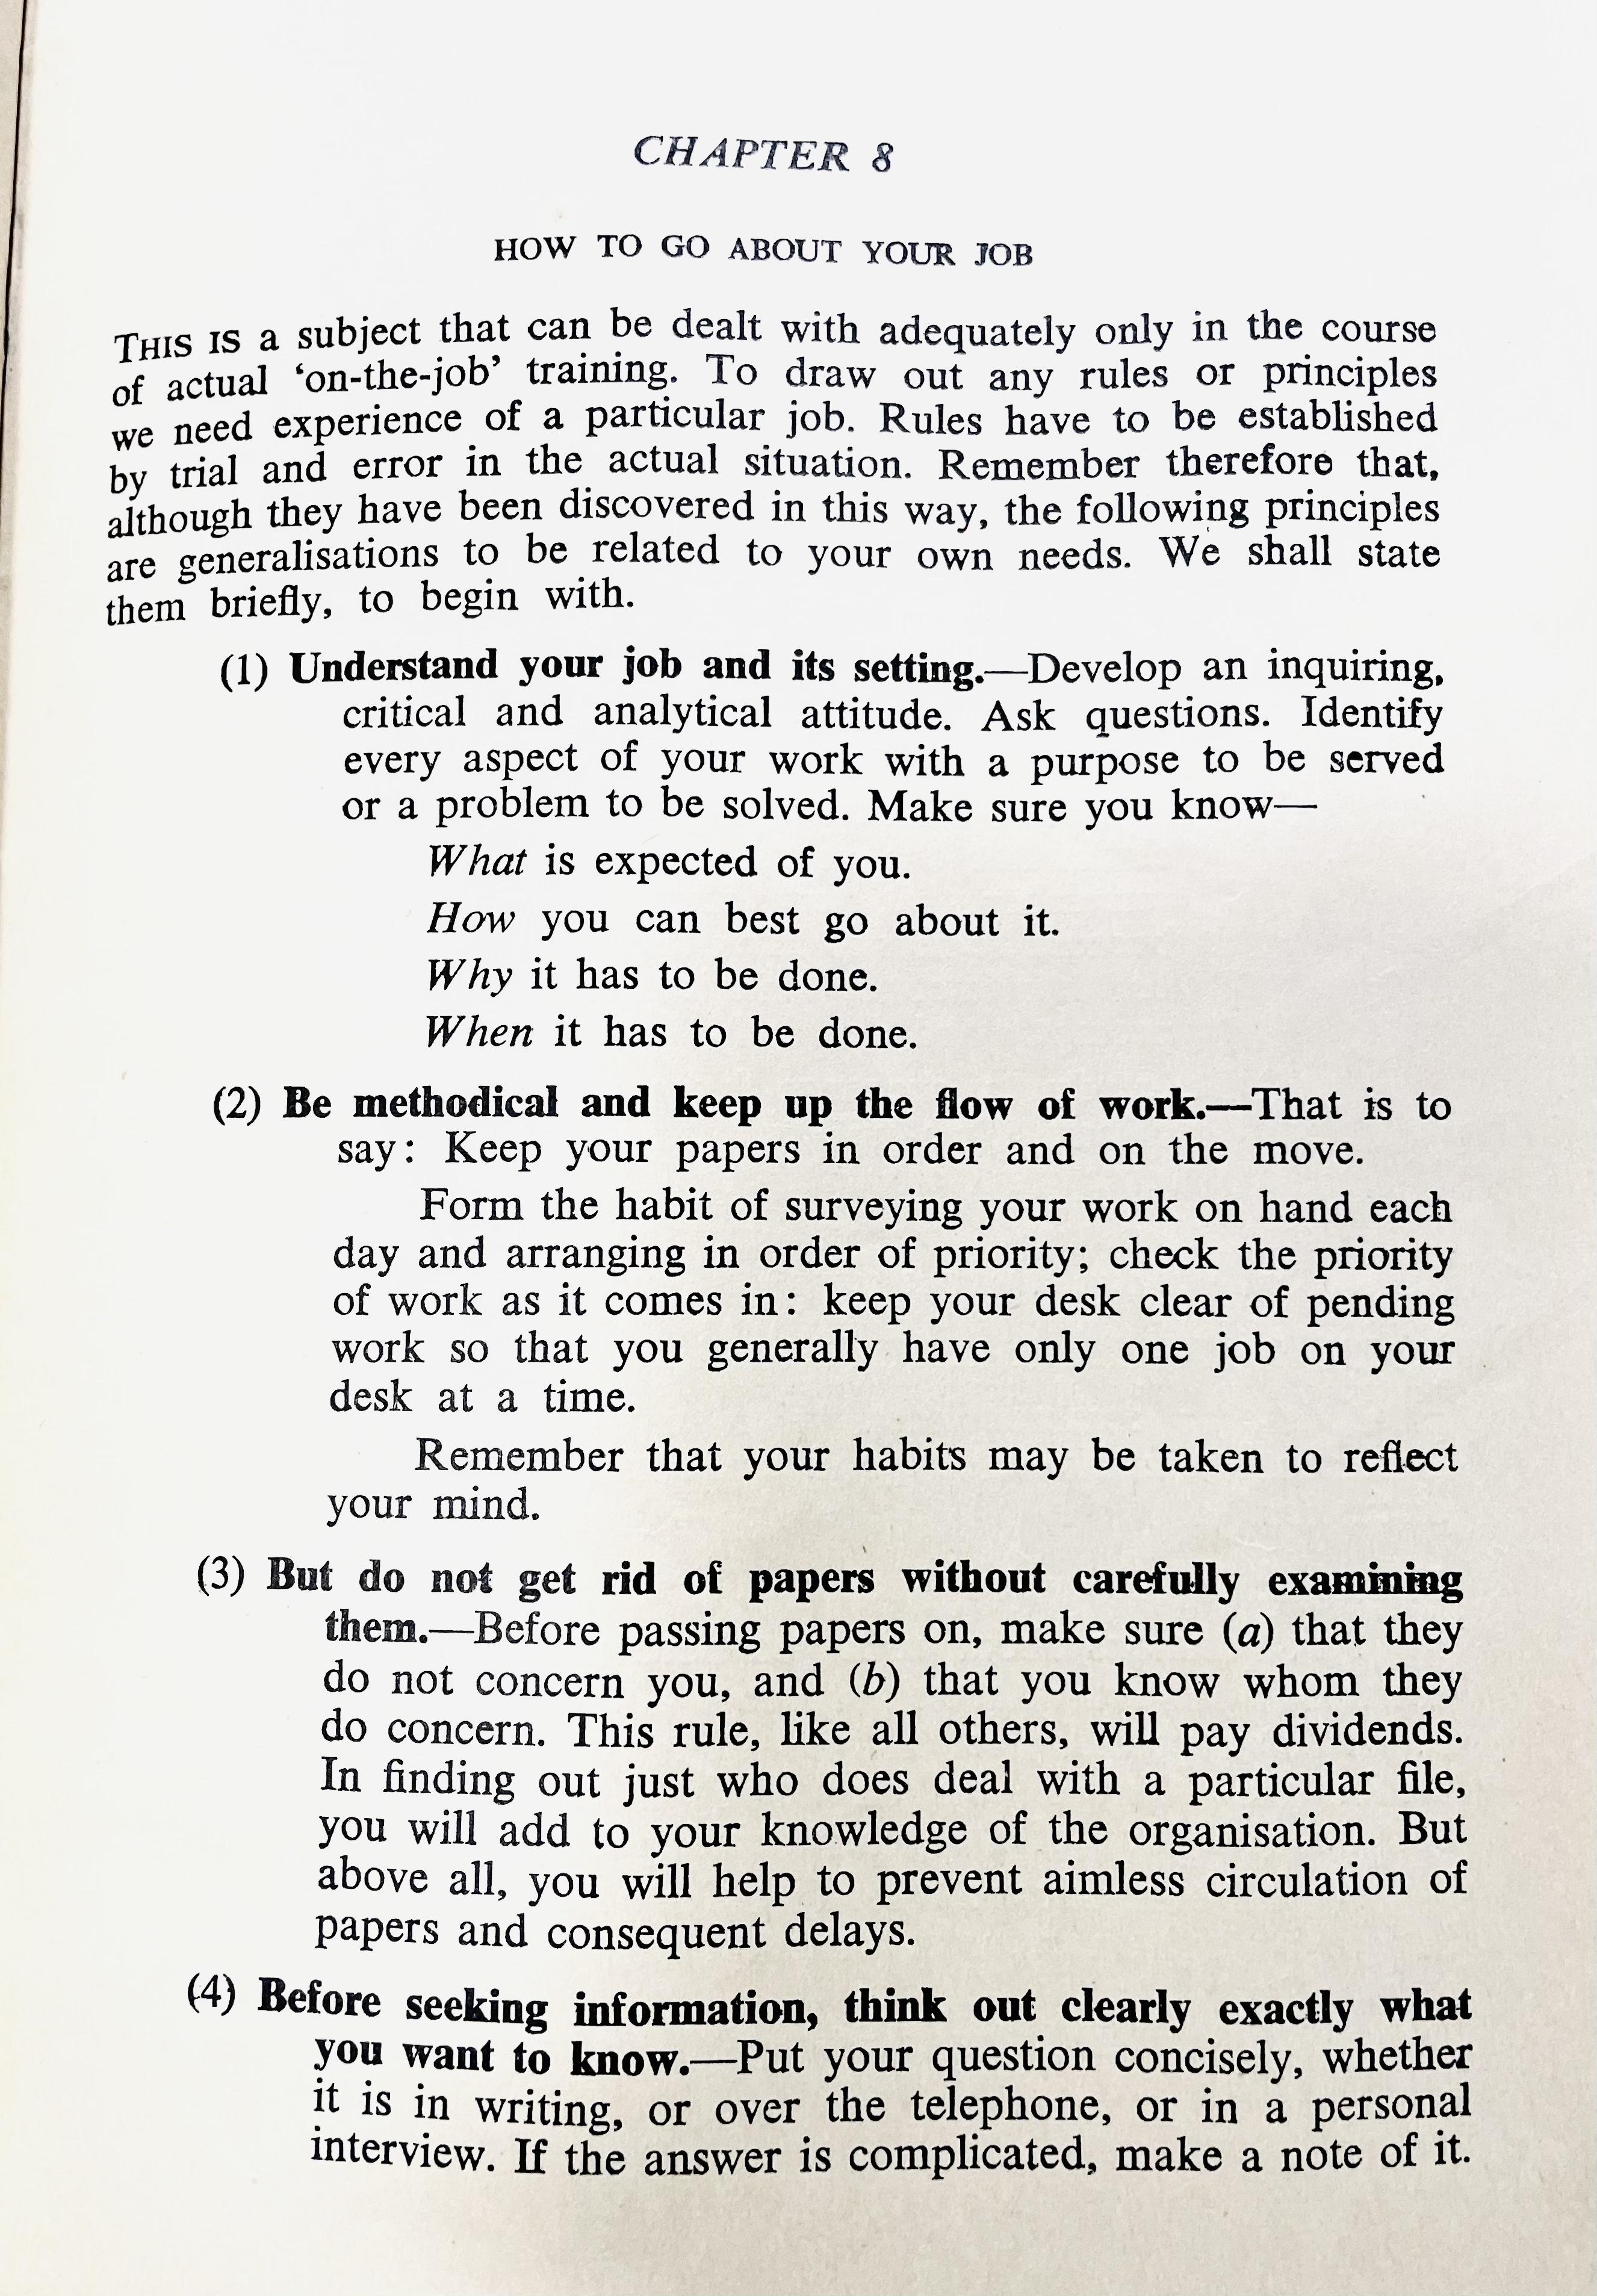 CHAPTER 8
HOW TO GO ABOUT YOUR JOB
THIS IS a subject that can be dealt with adequately only in the course
of actual ‘on-the-job’ training. To draw out any rules or principles
we need experience of a particular job. Rules have to be established
by trial and error in the actual situation. Remember therefore that,
although they have been discovered in this way, the following principles
are generalisations to be related to your own needs. We shall state
them briefly, to begin with.
(1) Understand your job and its setting.—Develop an inquiring,
critical and analytical attitude. Ask questions. Identify
every aspect of your work with a purpose to be served
or a problem to be solved. Make sure you know—
What is expected of you.
How you can best go about it.
Why it has to be done.
When it has to be done.
(2) Be methodical and keep up the flow of work.—That is to
say: Keep your papers in order and on the move.
Form the habit of surveying your work on hand each
day and arranging in order of priority; check the priority
of work as it comes in: keep your desk clear of pending
work so that you generally have only one job on your
desk at a time.
Remember that your habits may be taken to reflect
your mind.
(3) But do not get rid of papers without carefully examining
them.—Before passing papers on, make sure (a) that they
do not concern you, and (b) that you know whom they
do concern. This rule, like all others, will pay dividends.
In finding out just who does deal with a particular file,
you will add to your knowledge of the organisation. But
above all, you will help to prevent aimless circulation of
papers and consequent delays.
(4) Before seeking information, think out clearly exactly what
you want to know.—Put your question concisely, whether
it is in writing, or over the telephone, or in a personal
interview. If the answer is complicated, make a note of it.